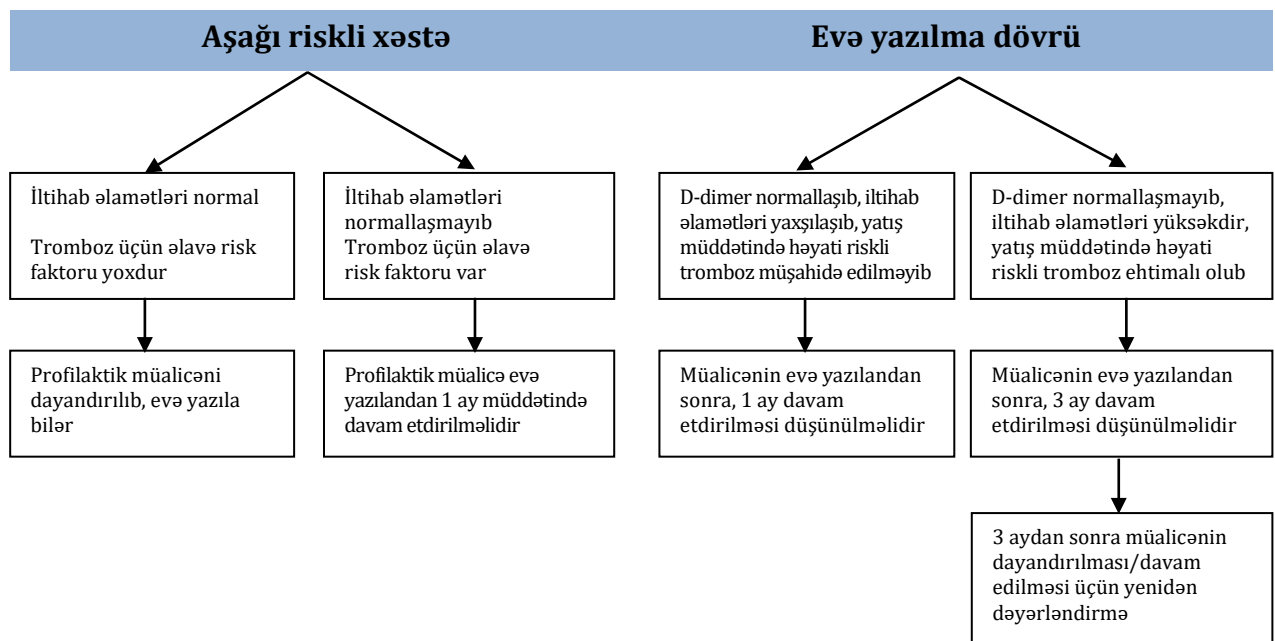 Aşağı riskli xəstə
Evə yazılma dövrü
İltihab əlamətləri normal
Tromboz üçün əlavə risk
faktoru yoxdur
İltihab əlamətləri
normallaşmayıb
Tromboz üçün əlavə
risk faktoru var
D-dimer normallaşıb, iltihab
əlamətləri yaxşılaşıb, yatış
müddətində həyati riskli
tromboz müşahidə edilməyib
D-dimer normallaşmayıb,
iltihab əlamətləri yüksəkdir,
yatış müddətində həyati
riskli tromboz ehtimalı olub
Profilaktik müalicəni
dayandırılıb, evə yazıla
bilər
Profilaktik müalicə evə
yazılandan 1 ay müddətində
davam etdirilməlidir
Müalicənin evə yazılandan
sonra, 1 ay davam
etdirilməsi düşünülməlidir
Müalicənin evə yazılandan
sonra, 3 ay davam
etdirilməsi düşünülməlidir
3 aydan sonra müalicənin
dayandırılması/davam
edilməsi üçün yenidən
dəyərləndirmə